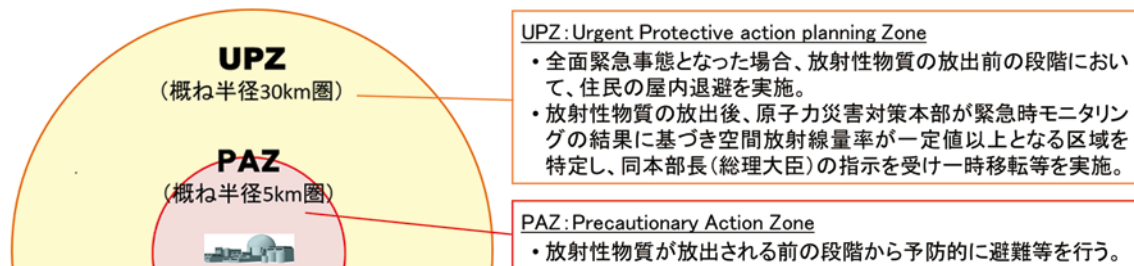 UPZ
(概ね半径30km圏)
PAZ
(概ね半径5km圏)
UPZ:Urgent Protective action planning Zone
・全面緊急事態となった場合、放射性物質の放出前の段階におい
て、住民の屋内退避を実施。
・放射性物質の放出後、原子力災害対策本部が緊急時モニタリン
グの結果に基づき空間放射線量率が一定値以上となる区域を
特定し、同本部長(総理大臣)の指示を受け一時移転等を実施。
PAZ:Precautionary Action Zone
・放射性物質が放出される前の段階から予防的に避難等を行う。